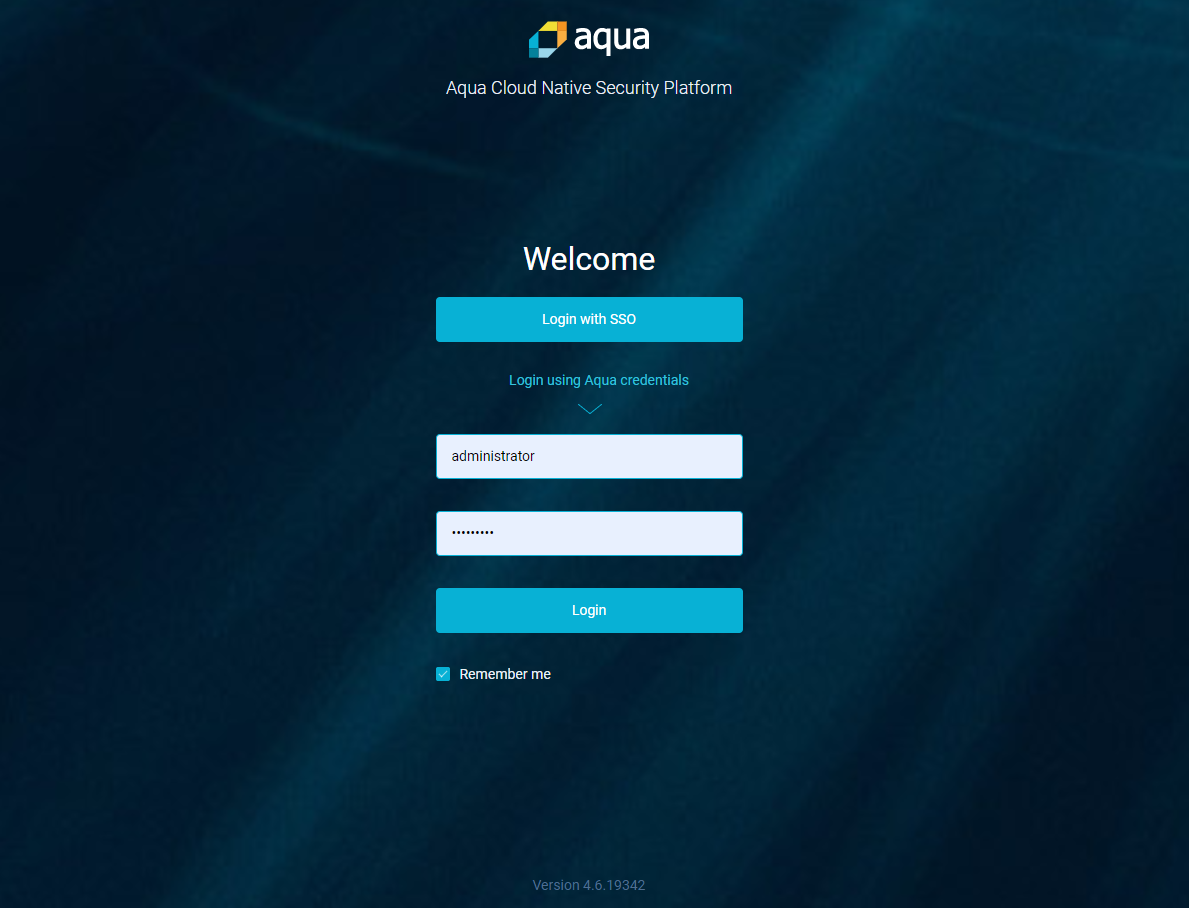 aqua
Aqua Cloud Native Security Platform
Welcome
Login with SSO
Login using Aqua credentials
administrator
•••••••••
Login
Remember me
Version 4.6.19342